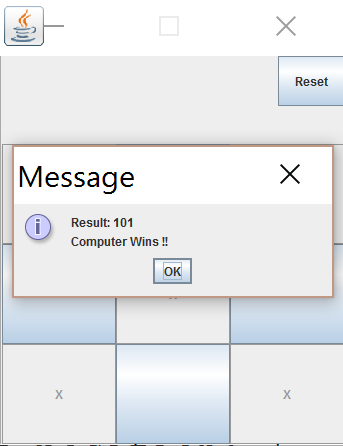 Reset
Message
Result: 101
Computer Wins !!
OK
X
X